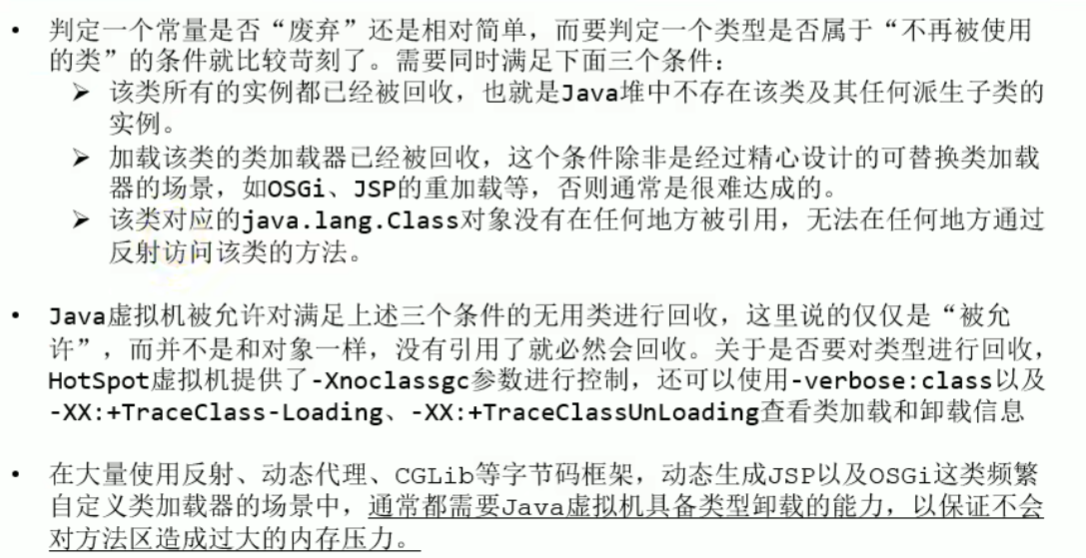 • 判定一个常量是否“废弃”还是相对简单，而要判定一个类型是否属于“不再被使用
的类”的条件就比较苛刻了。需要同时满足下面三个条件：
➤ 该类所有的实例都已经被回收，也就是Java堆中不存在该类及其任何派生子类的
实例。
➤ 加载该类的类加载器已经被回收，这个条件除非是经过精心设计的可替换类加载
器的场景，如OSGi、JSP的重加载等，否则通常是很难达成的。
➤ 该类对应的java.lang.Class对象没有在任何地方被引用，无法在任何地方通过
反射访问该类的方法。
• Java虚拟机被允许对满足上述三个条件的无用类进行回收，这里说的仅仅是“被允
许”，而并不是和对象一样，没有引用了就必然会回收。关于是否要对类型进行回收，
HotSpot虚拟机提供了-Xnoclassgc参数进行控制，还可以使用-verbose:class以及
-XX:+TraceClass-Loading、-XX:+TraceClassUnLoading查看类加载和卸载信息
• 在大量使用反射、动态代理、CGLib等字节码框架，动态生成JSP以及OSGi这类频繁
自定义类加载器的场景中，通常都需要Java虚拟机具备类型卸载的能力，以保证不会
对方法区造成过大的内存压力。